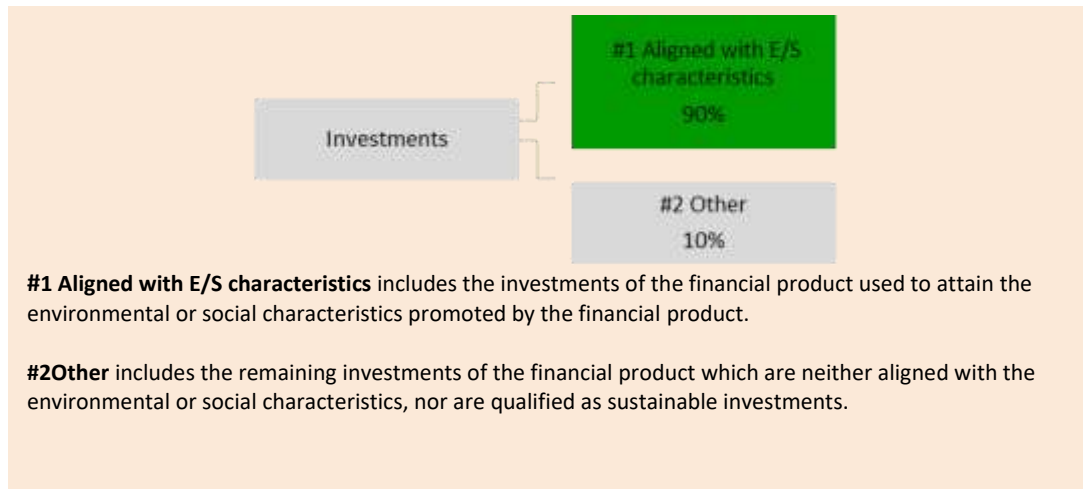 #1 Aligned with E/S
characteristics
90%
Investments
#2 Other
10%
#1 Aligned with E/S characteristics includes the investments of the financial product used to attain the
environmental or social characteristics promoted by the financial product.
#2Other includes the remaining investments of the financial product which are neither aligned with the
environmental or social characteristics, nor are qualified as sustainable investments.